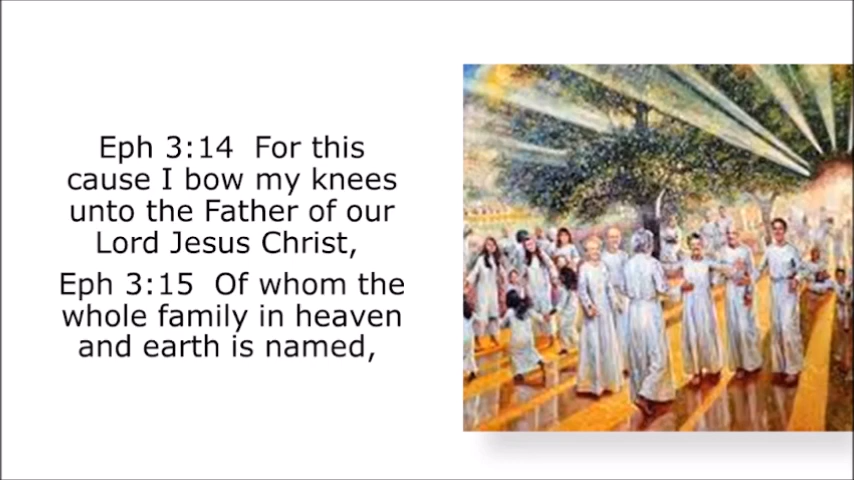 Eph 3:14  For this
cause I bow my knees
unto the Father of our
Lord Jesus Christ,
Eph 3:15  Of whom the
whole family in heaven
and earth is named,